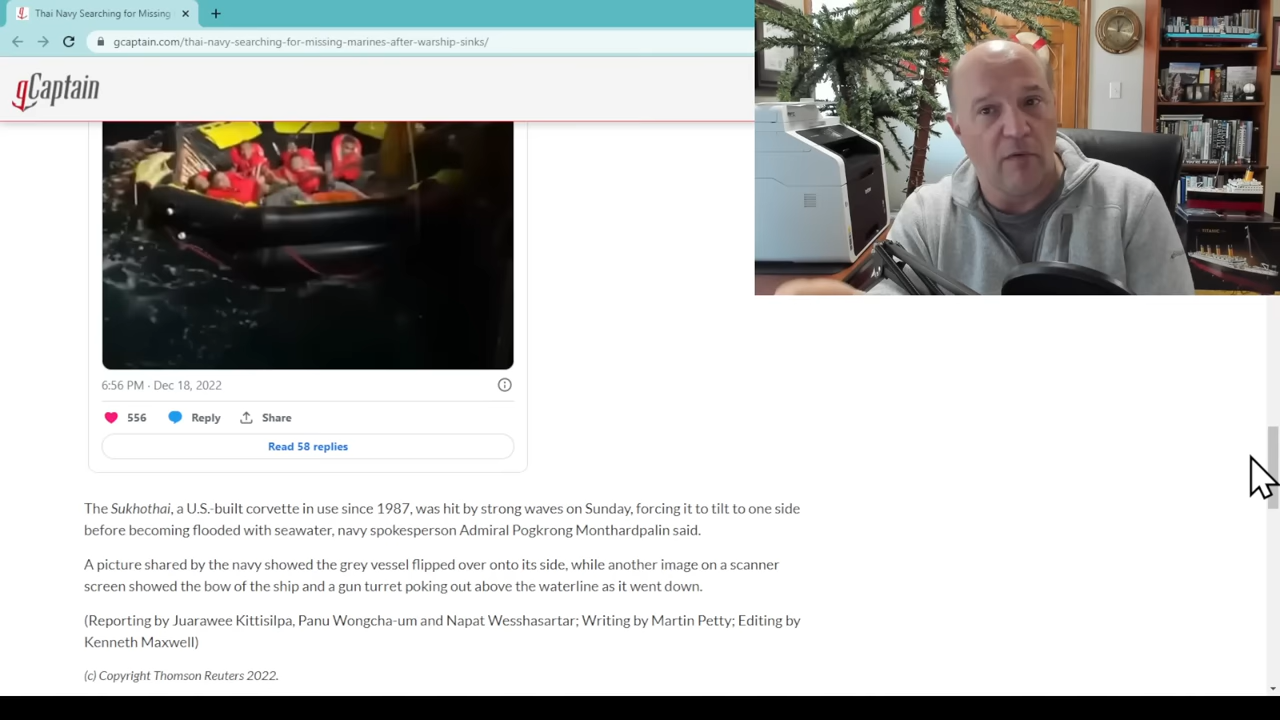 Thai Navy Searching for Missing
gcaptain.com/thai-navy-searching-for-missing-marines-after-warship-sinks/
gCaptain
6:56 PM · Dec 18, 2022
556 Reply Share
Read 58 replies
The Sukhothai, a U.S.-built corvette in use since 1987, was hit by strong waves on Sunday, forcing it to tilt to one side
before becoming flooded with seawater, navy spokesperson Admiral Pogkrong Monthardpalin said.
A picture shared by the navy showed the grey vessel flipped over onto its side, while another image on a scanner
screen showed the bow of the ship and a gun turret poking out above the waterline as it went down.
(Reporting by Juarawee Kittisilpa, Panu Wongcha-um and Napat Wesshasartar; Writing by Martin Petty; Editing by
Kenneth Maxwell)
(c) Copyright Thomson Reuters 2022.
TITANIC